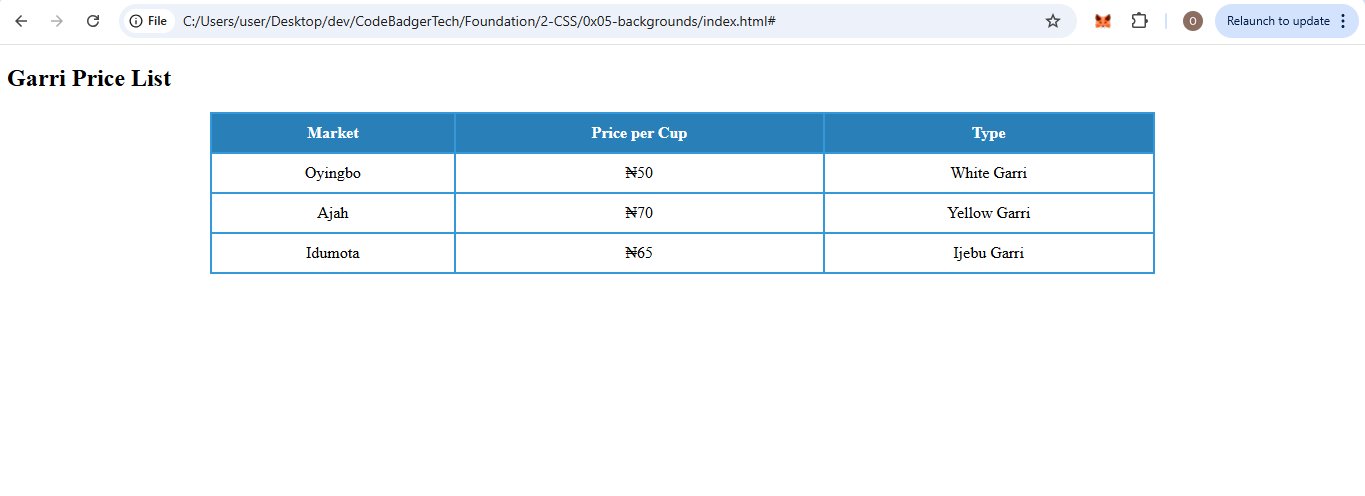 File C:/Users/user/Desktop/dev/CodeBadgerTech/Foundation/2-CSS/0x05-backgrounds/index.html# O Relaunch to update
Garri Price List
Market Price per Cup Type
Oyingbo ₦50 White Garri
Ajah ₦70 Yellow Garri
Idumota ₦65 Ijebu Garri